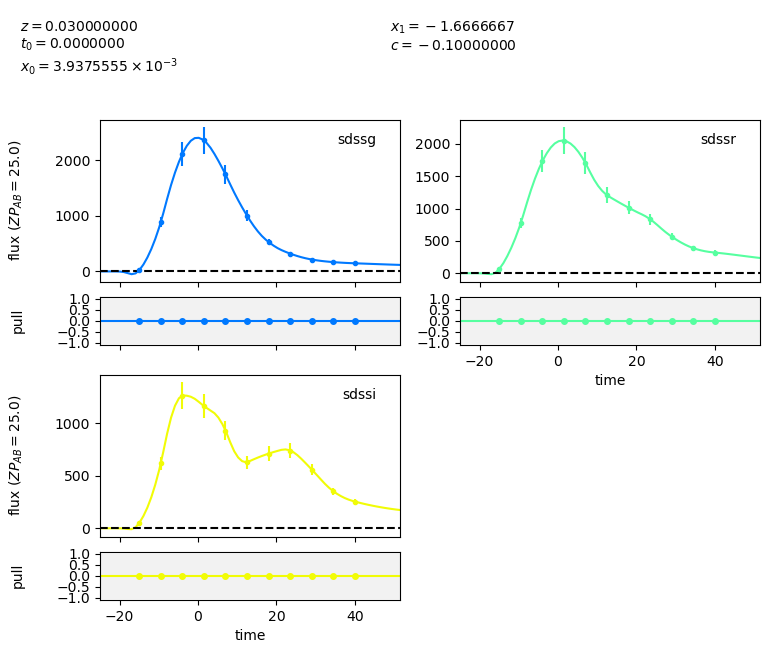 z = 0.030000000
t₀ = 0.0000000
x₀ = 3.9375555 × 10⁻³
x₁ = −1.6666667
c = −0.10000000
flux (ZP_AB = 25.0)
2000
1000
0
sdssg
pull
1.0
0.5
0.0
−0.5
−1.0
2000
1500
1000
500
0
sdssr
1.0
0.5
0.0
−0.5
−1.0
−20 0 20 40
time
flux (ZP_AB = 25.0)
1000
500
0
sdssi
pull
1.0
0.5
0.0
−0.5
−1.0
−20 0 20 40
time